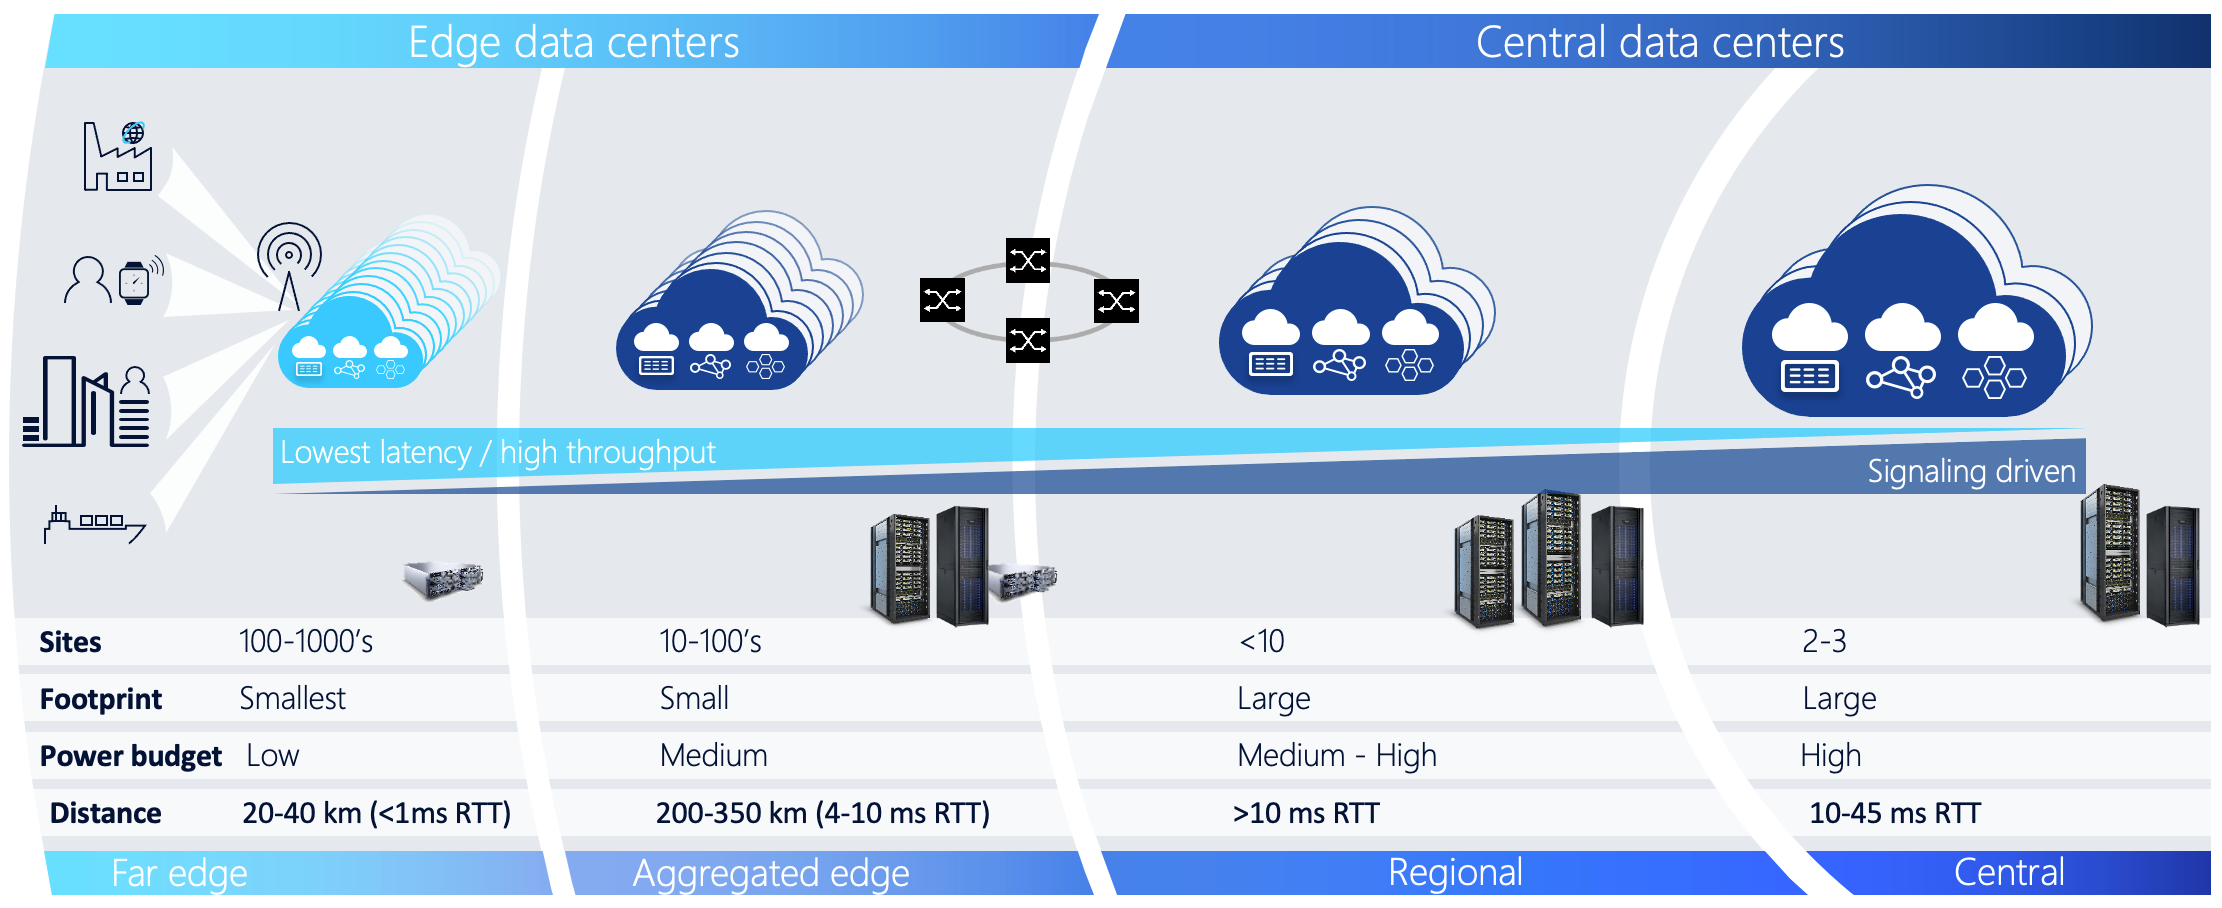 Edge data centers
Central data centers
Lowest latency / high throughput
Signaling driven
Sites 100-1000’s 10-100’s <10 2-3
Footprint Smallest Small Large Large
Power budget Low Medium Medium - High High
Distance 20-40 km (<1ms RTT) 200-350 km (4-10 ms RTT) >10 ms RTT 10-45 ms RTT
Far edge Aggregated edge Regional Central